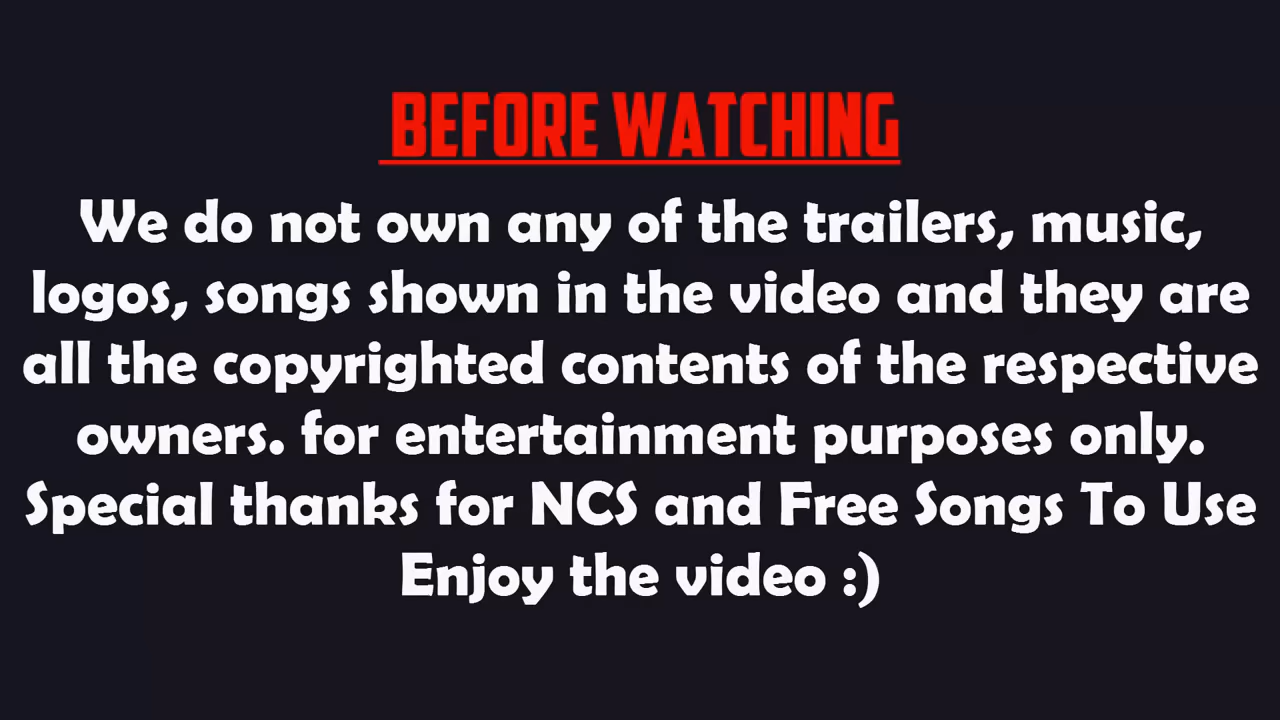 BEFORE WATCHING
We do not own any of the trailers, music,
logos, songs shown in the video and they are
all the copyrighted contents of the respective
owners. for entertainment purposes only.
Special thanks for NCS and Free Songs To Use
Enjoy the video :)